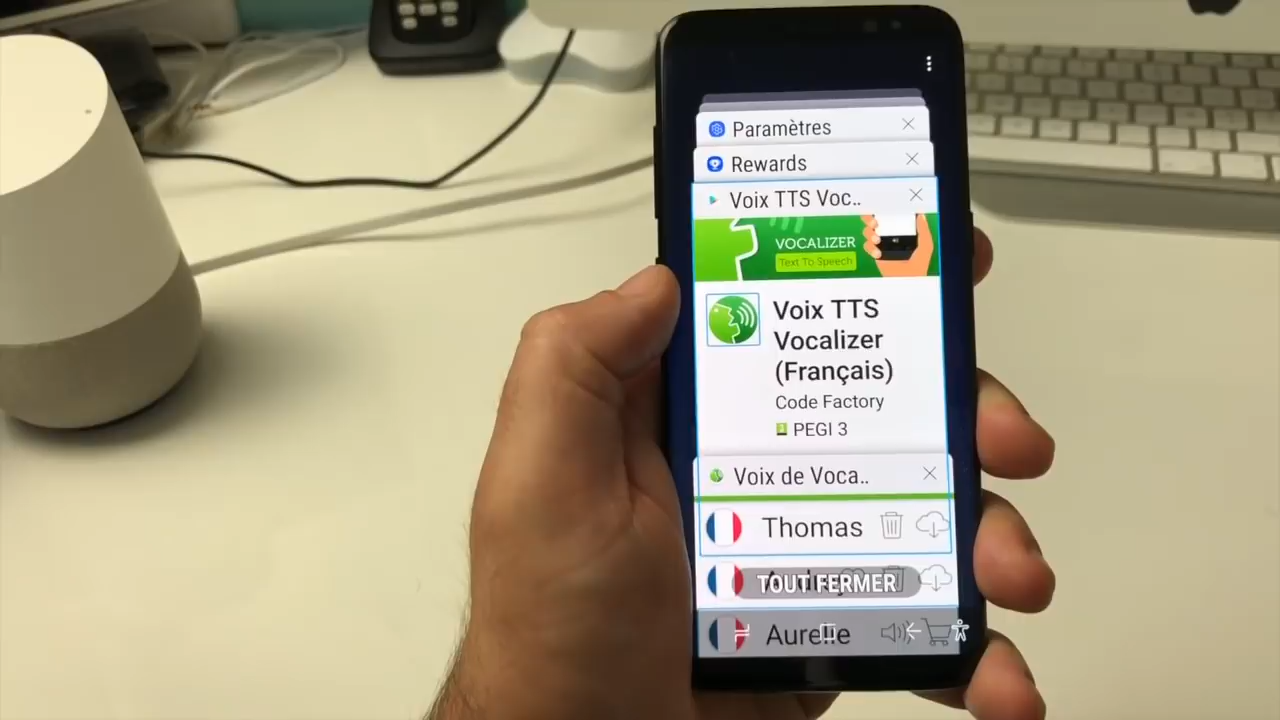 Paramètres
Rewards
Voix TTS Voc..
VOCALIZER
Text To Speech
Voix TTS
Vocalizer
(Français)
Code Factory
PEGI 3
Voix de Voca..
Thomas
TOUT FERMER
Aurelie